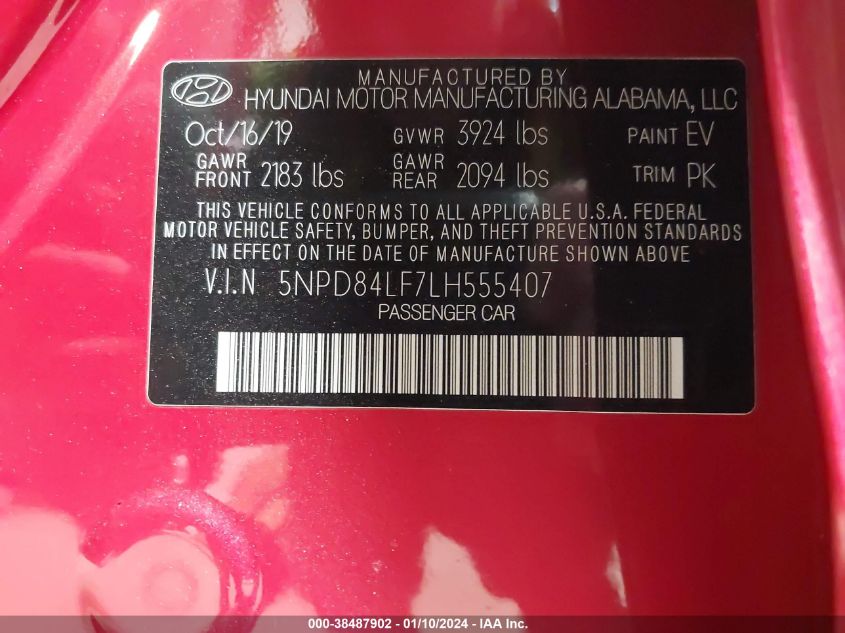 MANUFACTURED BY
HYUNDAI MOTOR MANUFACTURING ALABAMA, LLC
Oct/16/19 GVWR 3924 lbs PAINT EV
GAWR FRONT 2183 lbs GAWR REAR 2094 lbs TRIM PK
THIS VEHICLE CONFORMS TO ALL APPLICABLE U.S.A. FEDERAL
MOTOR VEHICLE SAFETY, BUMPER, AND THEFT PREVENTION STANDARDS
IN EFFECT ON THE DATE OF MANUFACTURE SHOWN ABOVE
V.I.N 5NPD84LF7LH555407
PASSENGER CAR
000-38487902 - 01/10/2024 - IAA Inc.